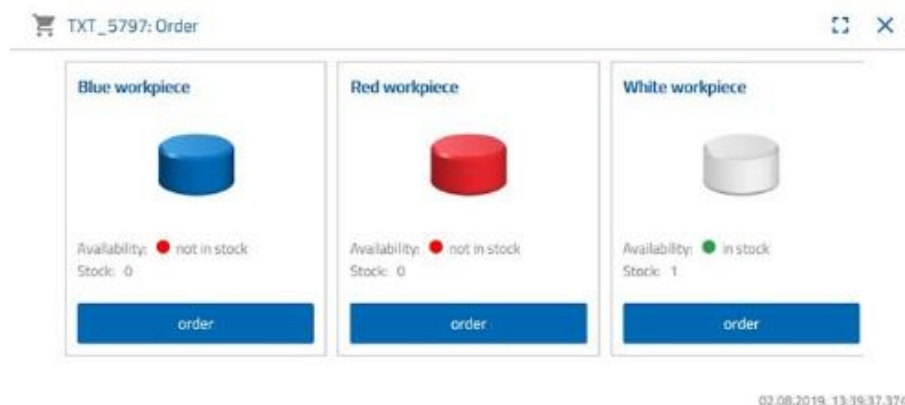 TXT_5797: Order
Blue workpiece
Availability: not in stock
Stock: 0
order
Red workpiece
Availability: not in stock
Stock: 0
order
White workpiece
Availability: in stock
Stock: 1
order
02.08.2019, 13:39:37.370